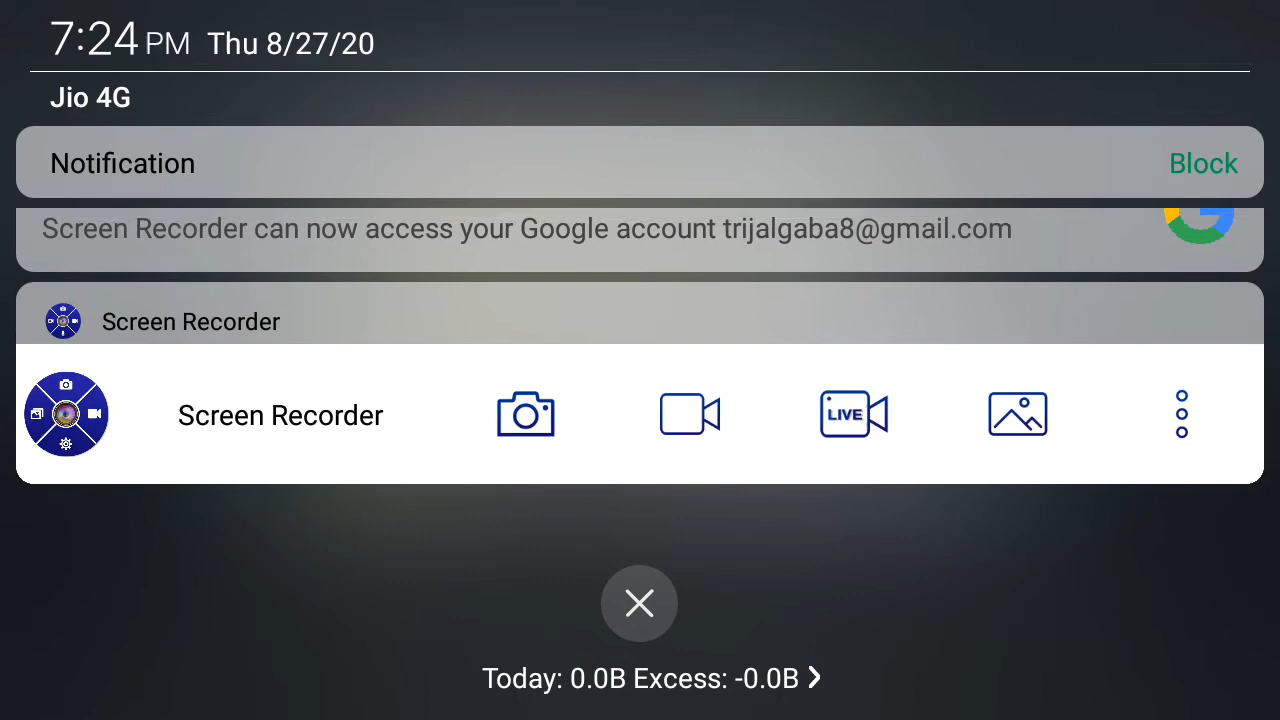 7:24 PM Thu 8/27/20
Jio 4G
Notification Block
Screen Recorder can now access your Google account trijalgaba8@gmail.com
Screen Recorder
Screen Recorder LIVE
Today: 0.0B Excess: -0.0B